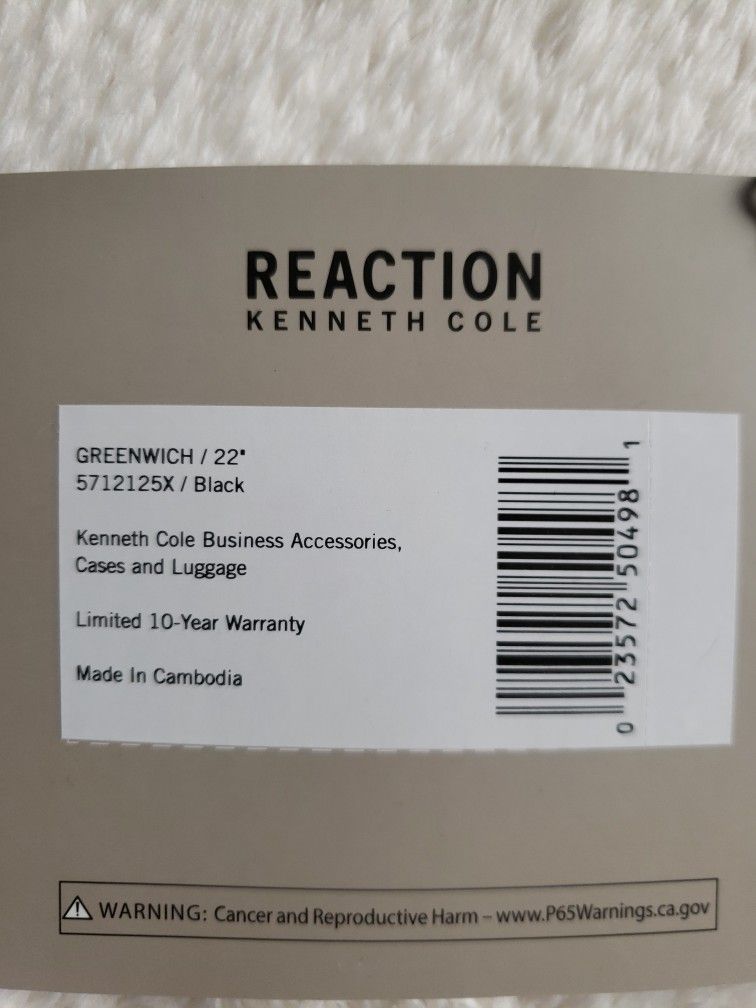 REACTION
KENNETH COLE
GREENWICH / 22"
5712125X / Black
Kenneth Cole Business Accessories,
Cases and Luggage
Limited 10-Year Warranty
Made In Cambodia
0 23572 50498 1
⚠ WARNING: Cancer and Reproductive Harm – www.P65Warnings.ca.gov